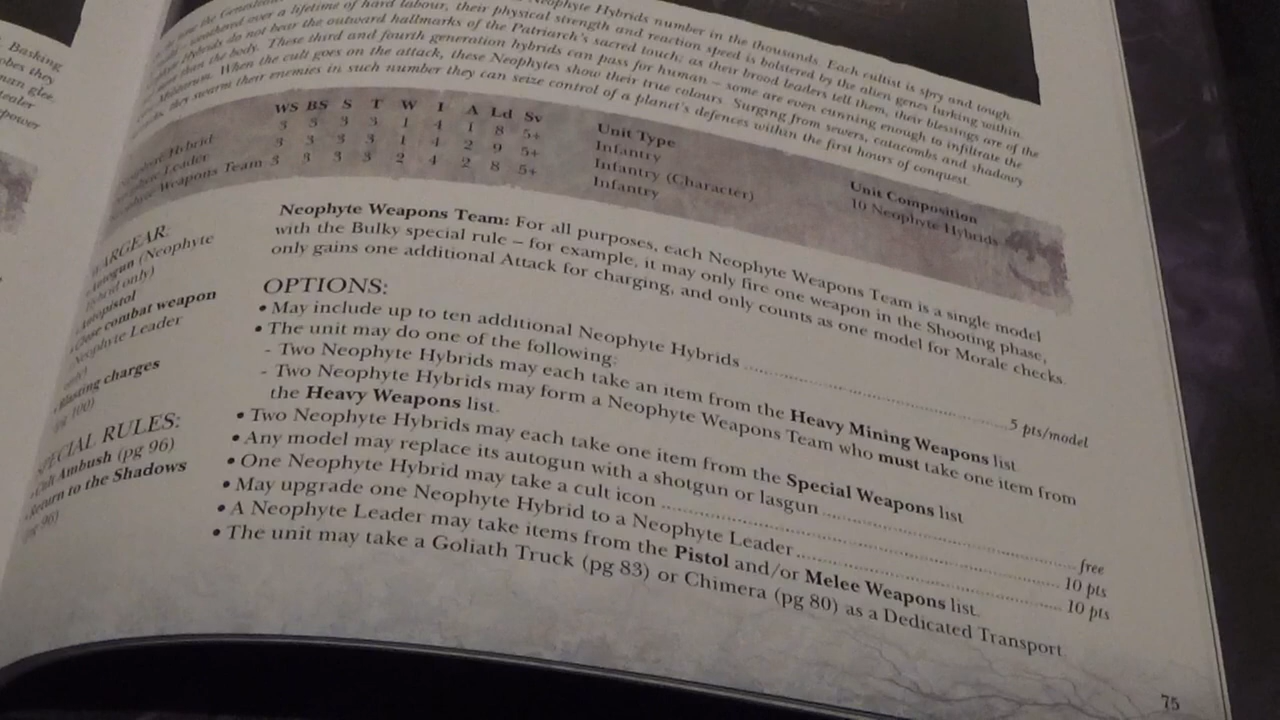 Basking
obes they
glee.
power
Neophyte Hybrids number in the thousands. Each cultist is spry and tough
weathered over a lifetime of hard labour, their physical strength and reaction speed is bolstered by the alien genes lurking within.
Hybrids do not bear the outward hallmarks of the Patriarch's sacred touch; as their brood leaders tell them, their blessings are of the
than the body. These third and fourth generation hybrids can pass for human – some are even cunning enough to infiltrate the
When the cult goes on the attack, these Neophytes show their true colours. Surging from sewers, catacombs and shadowy
they swarm their enemies in such number they can seize control of a planet's defences within the first hours of conquest.
WS BS S T W I A Ld Sv Unit Type Unit Composition
Hybrid 3 3 3 3 1 4 1 8 5+ Infantry 10 Neophyte Hybrids
Leader 3 3 3 3 1 4 2 9 5+ Infantry (Character)
Weapons Team 3 3 3 3 2 4 2 8 5+ Infantry
WARGEAR:
• Autogun (Neophyte
Hybrid only)
• Autopistol
• Close combat weapon
Neophyte Leader
• Blasting charges
(pg 100)
SPECIAL RULES:
• Cult Ambush (pg 96)
• Return to the Shadows
(pg 96)
Neophyte Weapons Team: For all purposes, each Neophyte Weapons Team is a single model
with the Bulky special rule – for example, it may only fire one weapon in the Shooting phase,
only gains one additional Attack for charging, and only counts as one model for Morale checks.
OPTIONS:
• May include up to ten additional Neophyte Hybrids ..... 5 pts/model
• The unit may do one of the following:
- Two Neophyte Hybrids may each take an item from the Heavy Mining Weapons list.
- Two Neophyte Hybrids may form a Neophyte Weapons Team who must take one item from
the Heavy Weapons list.
• Two Neophyte Hybrids may each take one item from the Special Weapons list
• Any model may replace its autogun with a shotgun or lasgun ..... free
• One Neophyte Hybrid may take a cult icon ..... 10 pts
• May upgrade one Neophyte Hybrid to a Neophyte Leader ..... 10 pts
• A Neophyte Leader may take items from the Pistol and/or Melee Weapons list.
• The unit may take a Goliath Truck (pg 83) or Chimera (pg 80) as a Dedicated Transport
75